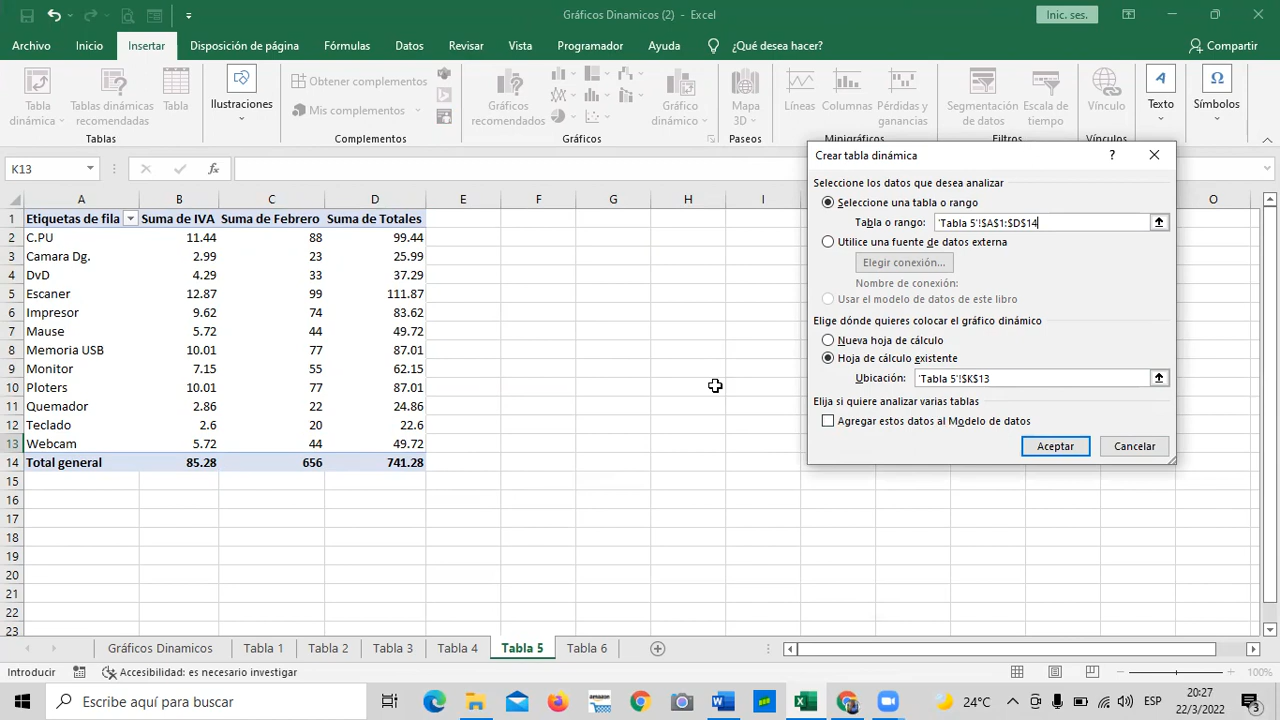 Gráficos Dinamicos (2) - Excel
Inic. ses.
Archivo Inicio Insertar Disposición de página Fórmulas Datos Revisar Vista Programador Ayuda ¿Qué desea hacer? Compartir
Tabla dinámica
Tablas dinámicas recomendadas
Tabla
Tablas
Ilustraciones
Obtener complementos
Mis complementos
Complementos
Gráficos recomendados
Gráfico dinámico
Gráficos
Mapa 3D
Paseos
Líneas
Columnas
Pérdidas y ganancias
Minigráficos
Segmentación de datos
Escala de tiempo
Filtros
Vínculo
Vínculos
Texto
Símbolos
K13
fx
A B C D E F G H I O
1 Etiquetas de fila Suma de IVA Suma de Febrero Suma de Totales
2 C.PU 11.44 88 99.44
3 Camara Dg. 2.99 23 25.99
4 DvD 4.29 33 37.29
5 Escaner 12.87 99 111.87
6 Impresor 9.62 74 83.62
7 Mause 5.72 44 49.72
8 Memoria USB 10.01 77 87.01
9 Monitor 7.15 55 62.15
10 Ploters 10.01 77 87.01
11 Quemador 2.86 22 24.86
12 Teclado 2.6 20 22.6
13 Webcam 5.72 44 49.72
14 Total general 85.28 656 741.28
15
16
17
18
19
20
21
22
23
Crear tabla dinámica
?
Seleccione los datos que desea analizar
Seleccione una tabla o rango
Tabla o rango: 'Tabla 5'!$A$1:$D$14
Utilice una fuente de datos externa
Elegir conexión...
Nombre de conexión:
Usar el modelo de datos de este libro
Elige dónde quieres colocar el gráfico dinámico
Nueva hoja de cálculo
Hoja de cálculo existente
Ubicación: 'Tabla 5'!$K$13
Elija si quiere analizar varias tablas
Agregar estos datos al Modelo de datos
Aceptar Cancelar
Gráficos Dinamicos Tabla 1 Tabla 2 Tabla 3 Tabla 4 Tabla 5 Tabla 6
Introducir Accesibilidad: es necesario investigar 100%
Escribe aquí para buscar
24°C
ESP
20:27
22/3/2022
3